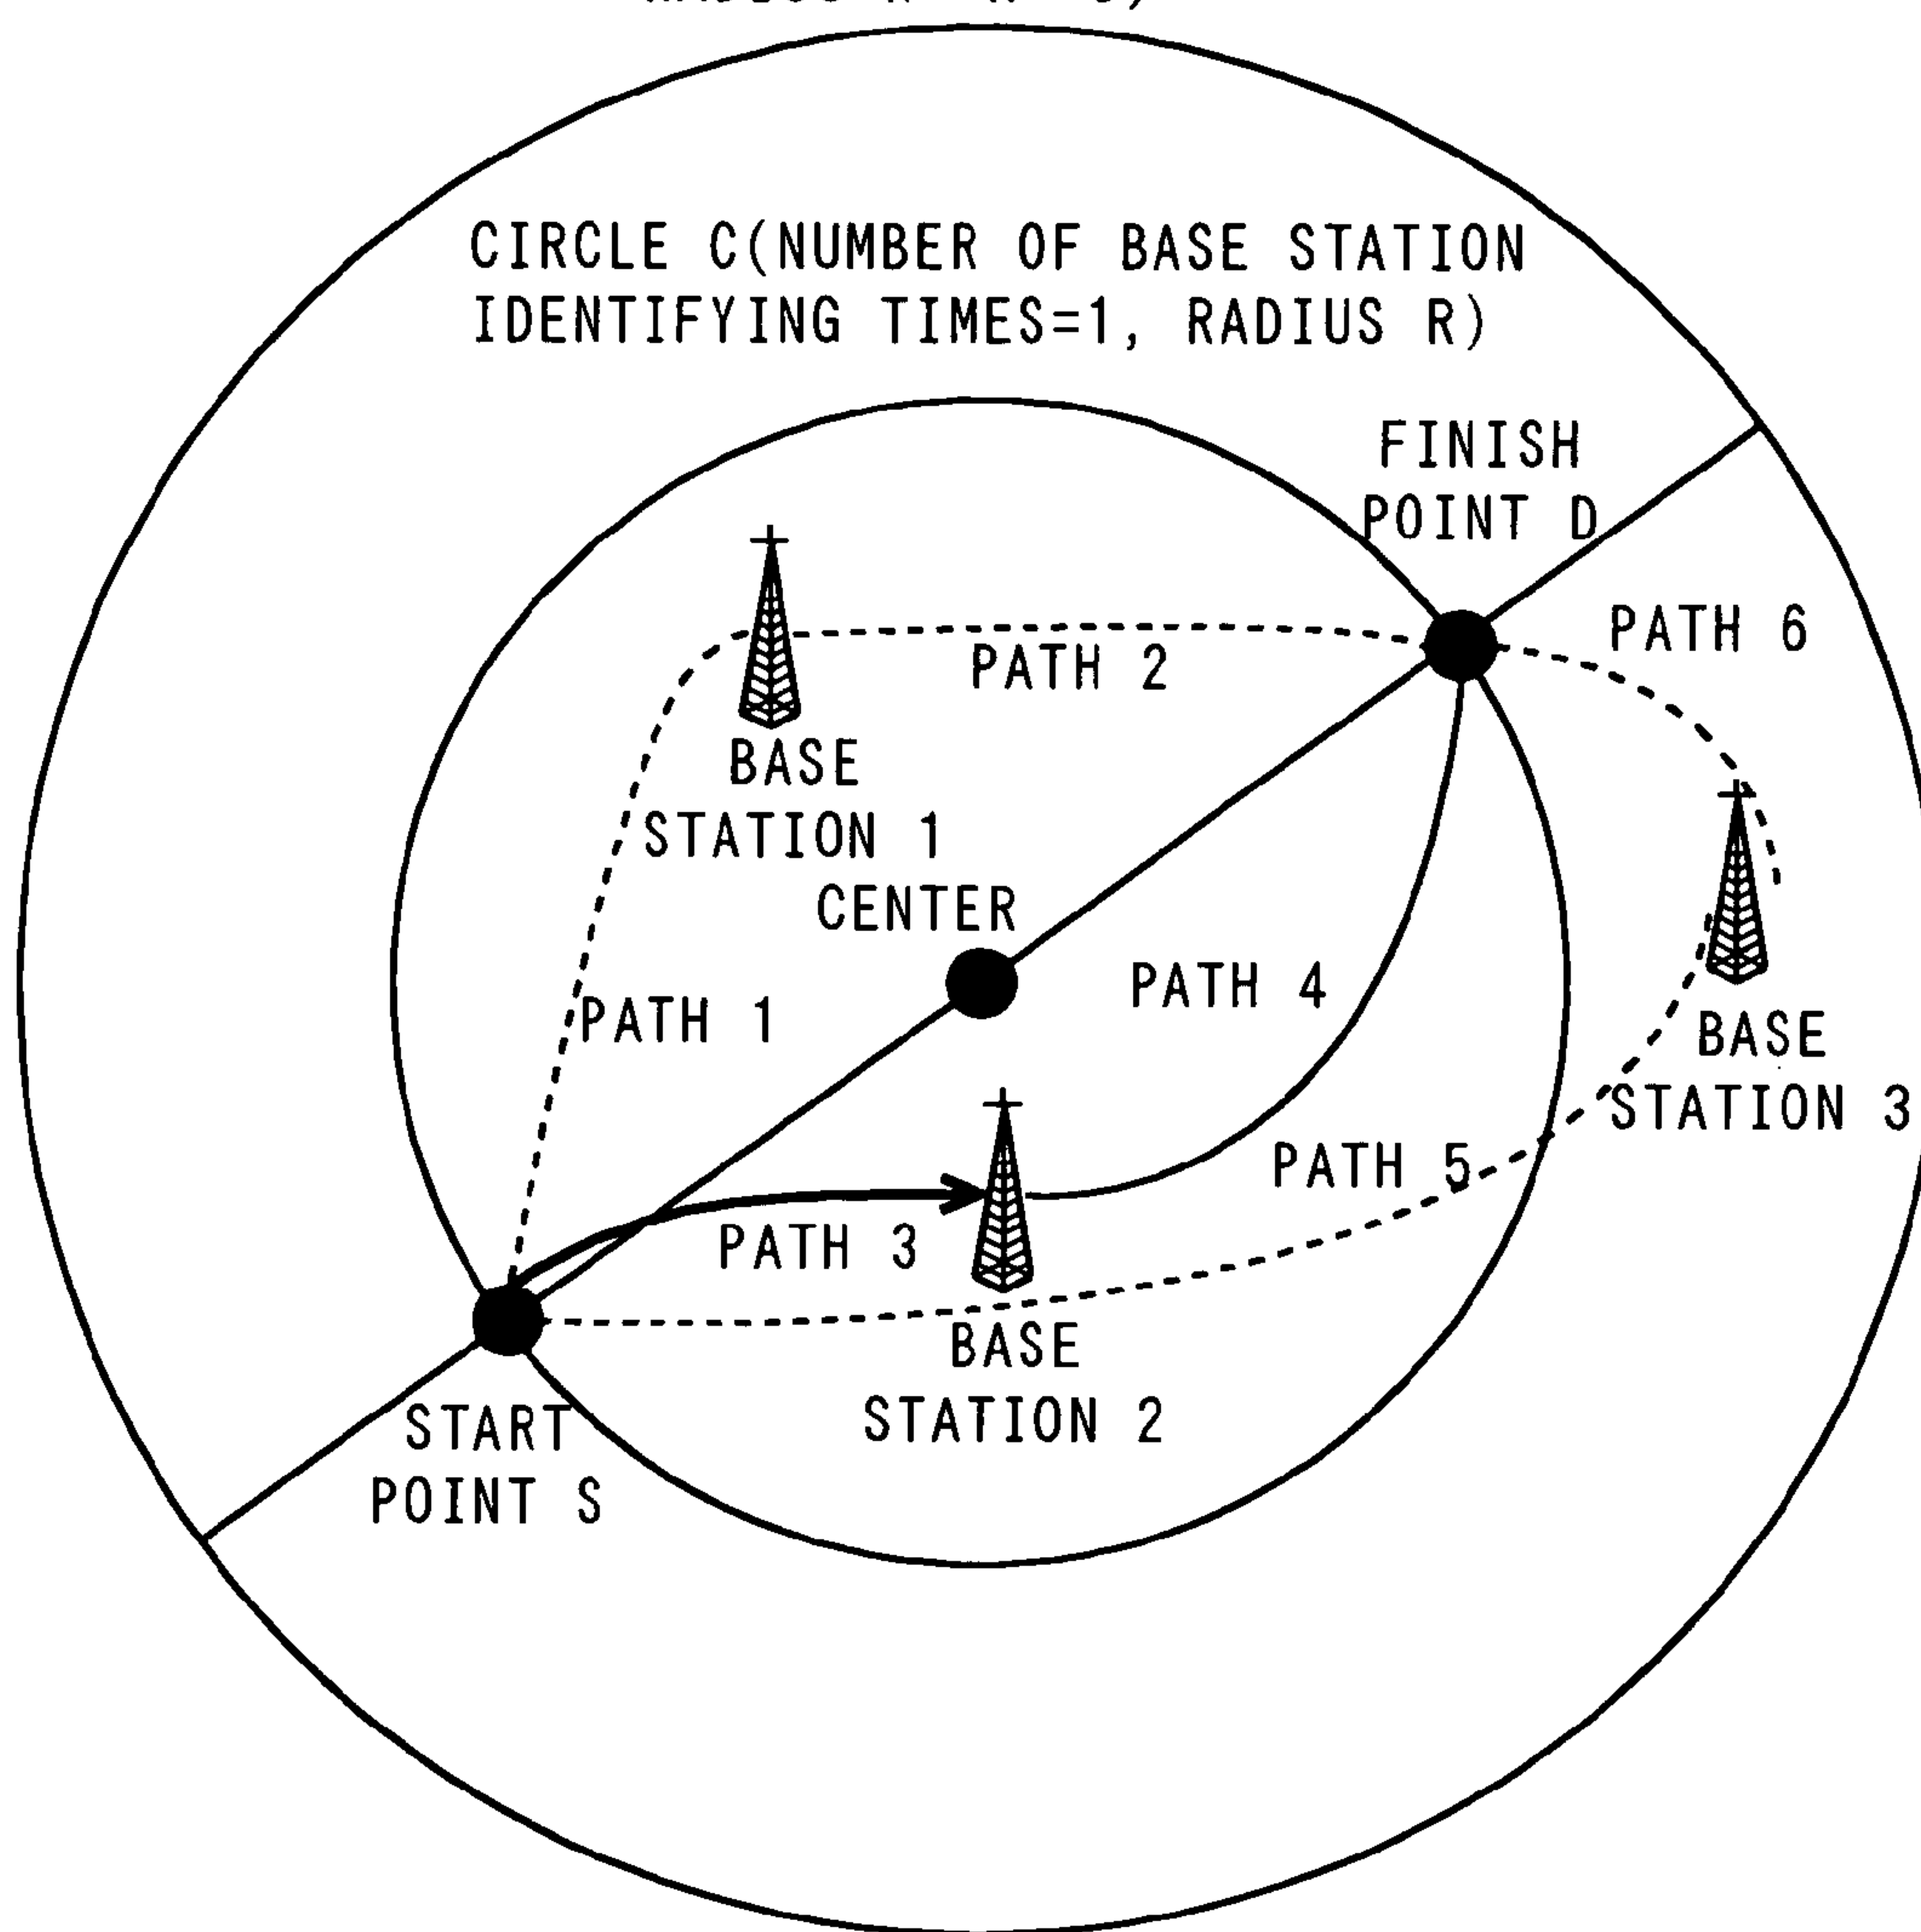 CIRCLE C(NUMBER OF BASE STATION
IDENTIFYING TIMES=1, RADIUS R)
FINISH
POINT D
PATH 6
PATH 2
BASE
STATION 1
CENTER
PATH 4
PATH 1
BASE
STATION 3
PATH 5
PATH 3
BASE
STATION 2
START
POINT S